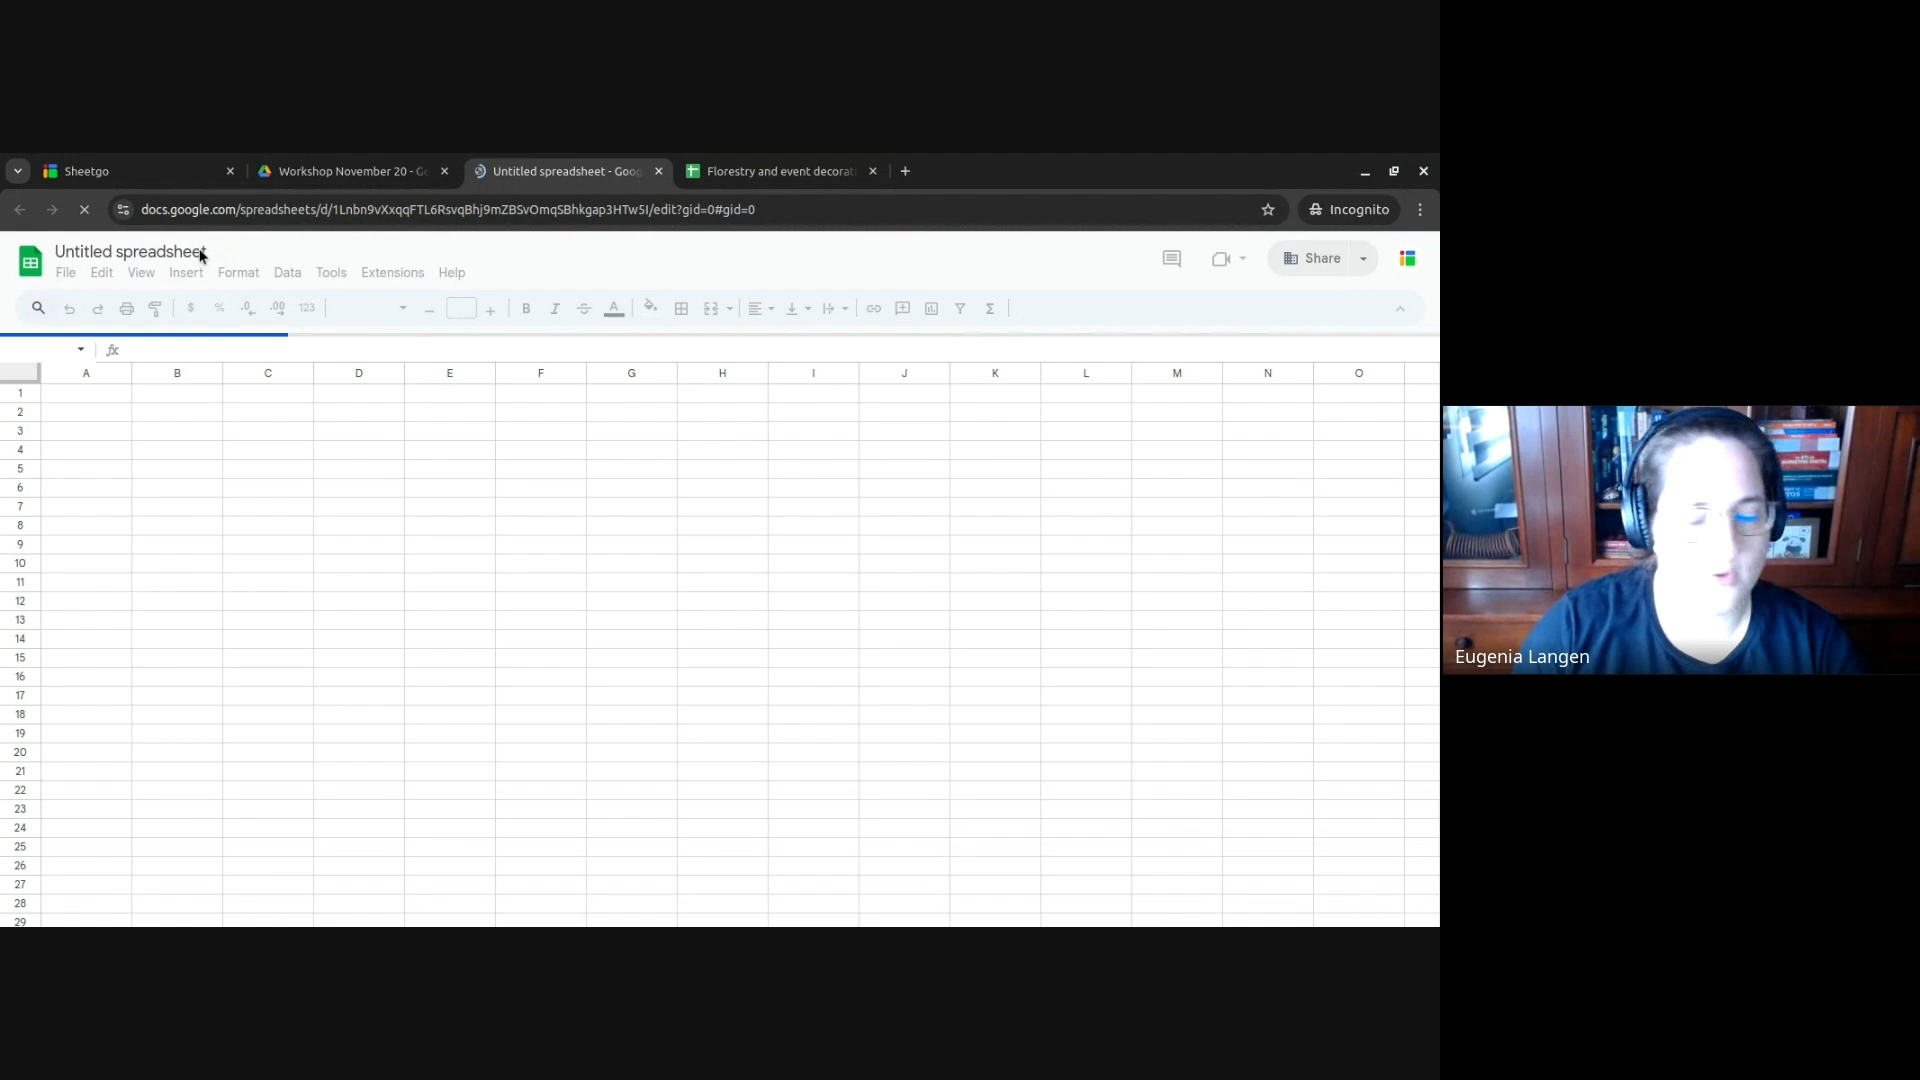 Sheetgo
Workshop November 20 - Go
Untitled spreadsheet - Goog
Florestry and event decorat
docs.google.com/spreadsheets/d/1Lnbn9vXxqqFTL6RsvqBhj9mZBSvOmqSBhkgap3HTw5I/edit?gid=0#gid=0
Incognito
Untitled spreadsheet
File Edit View Insert Format Data Tools Extensions Help
Share
$ % .0 .00 123 B I A
fx
A B C D E F G H I J K L M N O
1
2
3
4
5
6
7
8
9
10
11
12
13
14
15
16
17
18
19
20
21
22
23
24
25
26
27
28
29
Eugenia Langen